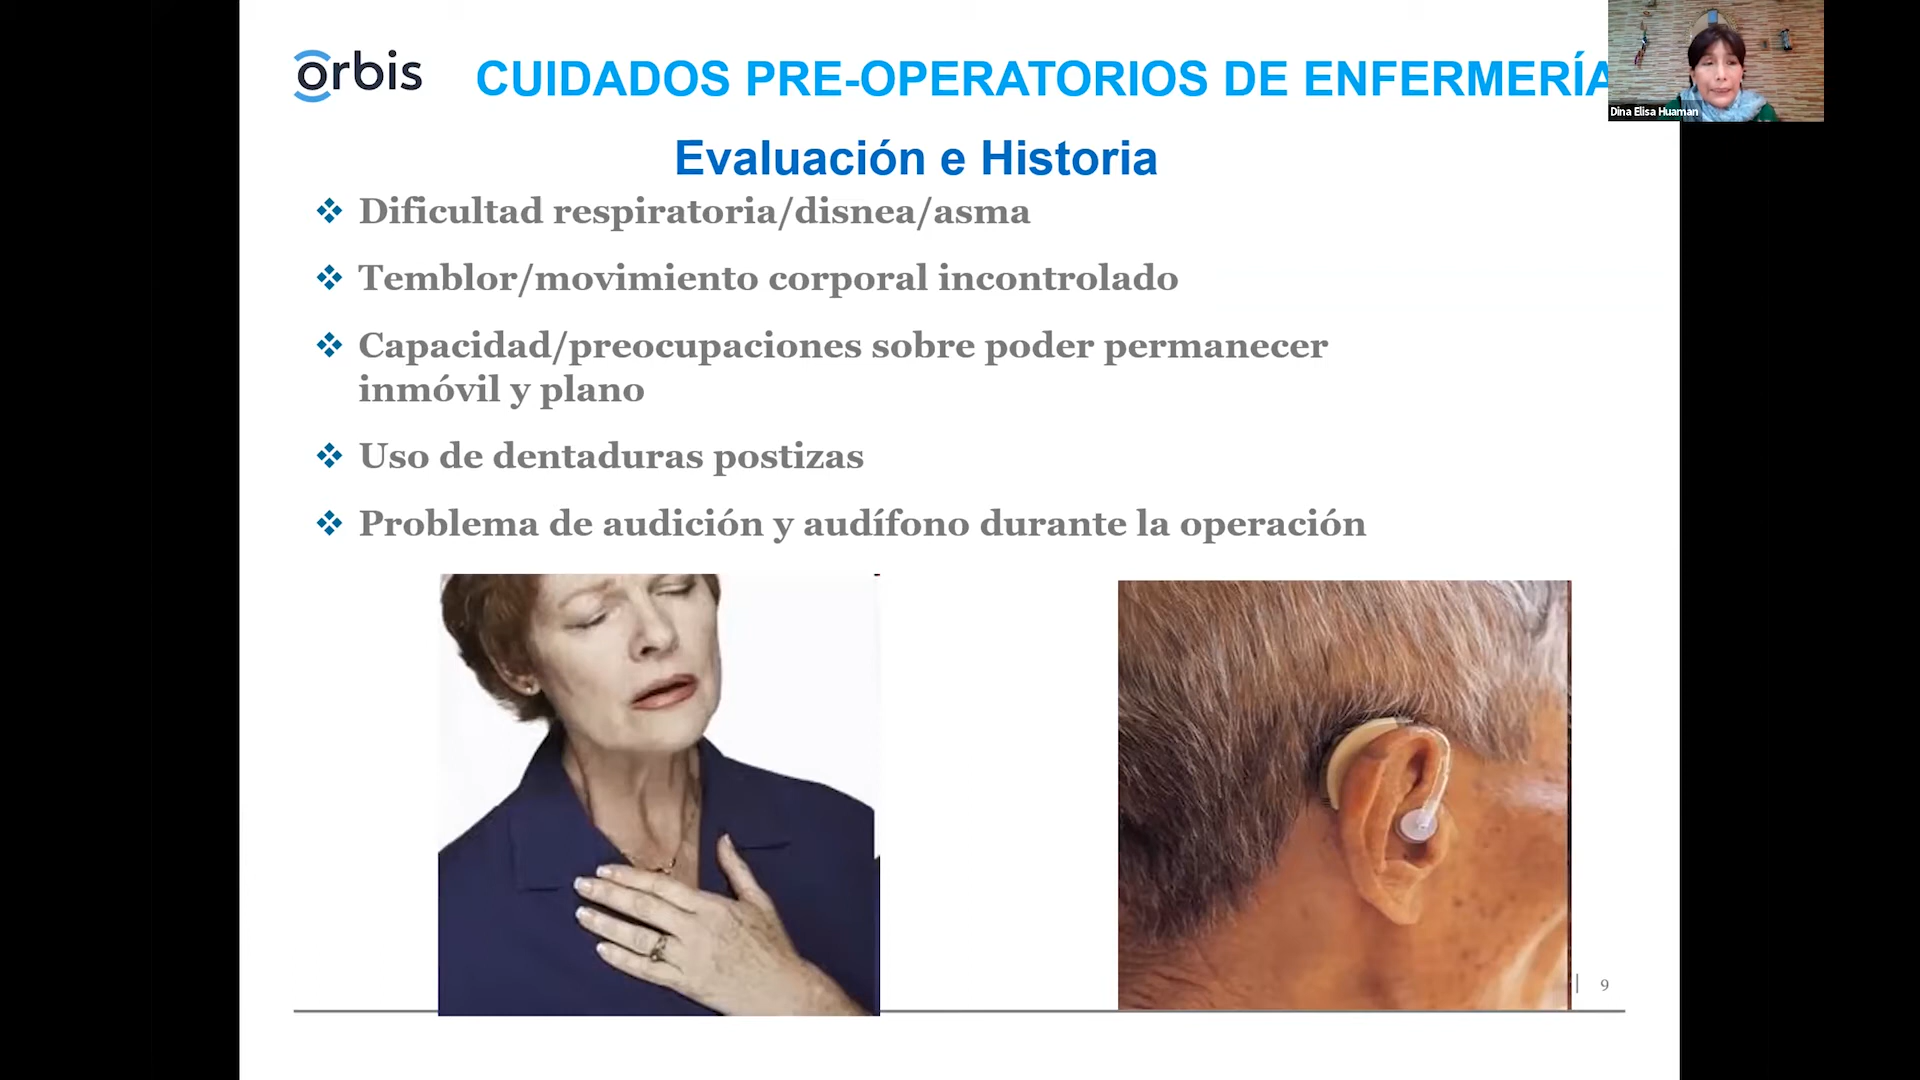 orbis
CUIDADOS PRE-OPERATORIOS DE ENFERMERÍA
Dina Elisa Huaman
Evaluación e Historia
❖ Dificultad respiratoria/disnea/asma
❖ Temblor/movimiento corporal incontrolado
❖ Capacidad/preocupaciones sobre poder permanecer
inmóvil y plano
❖ Uso de dentaduras postizas
❖ Problema de audición y audífono durante la operación
| 9